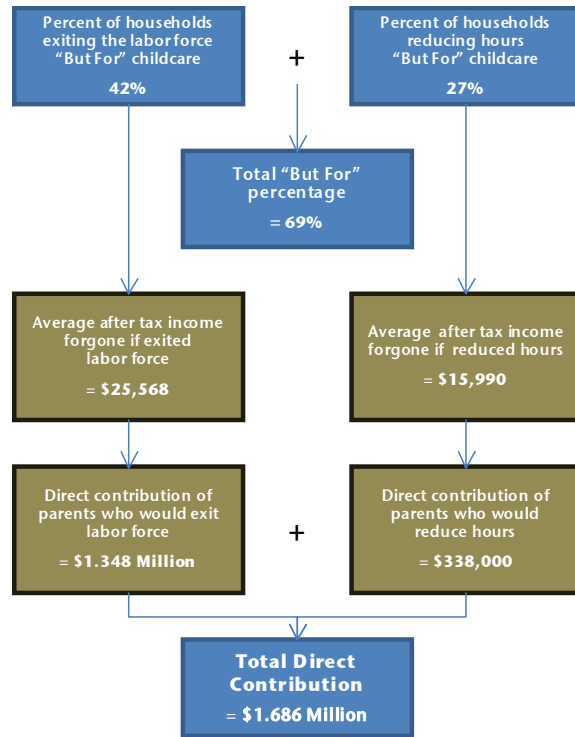 Percent of households
exiting the labor force
“But For” childcare
42%
+
Percent of households
reducing hours
“But For” childcare
27%
Total “But For”
percentage
= 69%
Average after tax income
forgone if exited
labor force
= $25,568
Average after tax income
forgone if reduced hours
= $15,990
Direct contribution of
parents who would exit
labor force
= $1.348 Million
+
Direct contribution of
parents who would
reduce hours
= $338,000
Total Direct
Contribution
= $1.686 Million